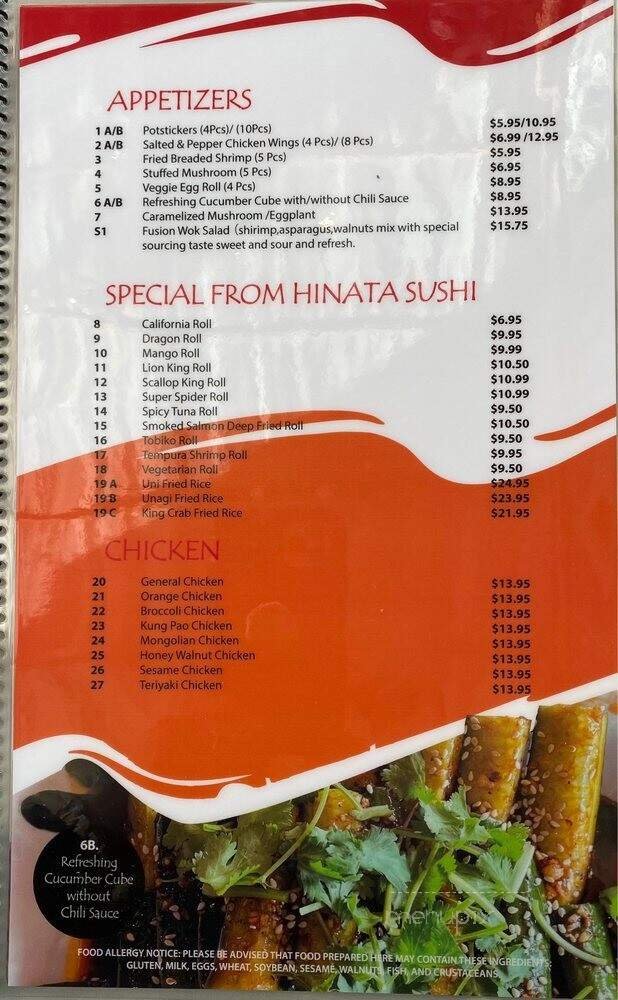 APPETIZERS
1 A/B Potstickers (4Pcs)/ (10Pcs) $5.95/10.95
2 A/B Salted & Pepper Chicken Wings (4 Pcs)/ (8 Pcs) $6.99 /12.95
3 Fried Breaded Shrimp (5 Pcs) $5.95
4 Stuffed Mushroom (5 Pcs) $6.95
5 Veggie Egg Roll (4 Pcs) $8.95
6 A/B Refreshing Cucumber Cube with/without Chili Sauce $8.95
7 Caramelized Mushroom /Eggplant $13.95
S1 Fusion Wok Salad (shirimp,asparagus,walnuts mix with special $15.75
sourcing taste sweet and sour and refresh.
SPECIAL FROM HINATA SUSHI
8 California Roll $6.95
9 Dragon Roll $9.95
10 Mango Roll $9.99
11 Lion King Roll $10.50
12 Scallop King Roll $10.99
13 Super Spider Roll $10.99
14 Spicy Tuna Roll $9.50
15 Smoked Salmon Deep Fried Roll $10.50
16 Tobiko Roll $9.50
17 Tempura Shrimp Roll $9.95
18 Vegetarian Roll $9.50
19 A Uni Fried Rice $24.95
19 B Unagi Fried Rice $23.95
19 C King Crab Fried Rice $21.95
CHICKEN
20 General Chicken $13.95
21 Orange Chicken $13.95
22 Broccoli Chicken $13.95
23 Kung Pao Chicken $13.95
24 Mongolian Chicken $13.95
25 Honey Walnut Chicken $13.95
26 Sesame Chicken $13.95
27 Teriyaki Chicken $13.95
6B.
Refreshing
Cucumber Cube
without
Chili Sauce
menupix
FOOD ALLERGY NOTICE: PLEASE BE ADVISED THAT FOOD PREPARED HERE MAY CONTAIN THESE INGREDIENTS:
GLUTEN, MILK, EGGS, WHEAT, SOYBEAN, SESAME, WALNUTS, FISH, AND CRUSTACEANS